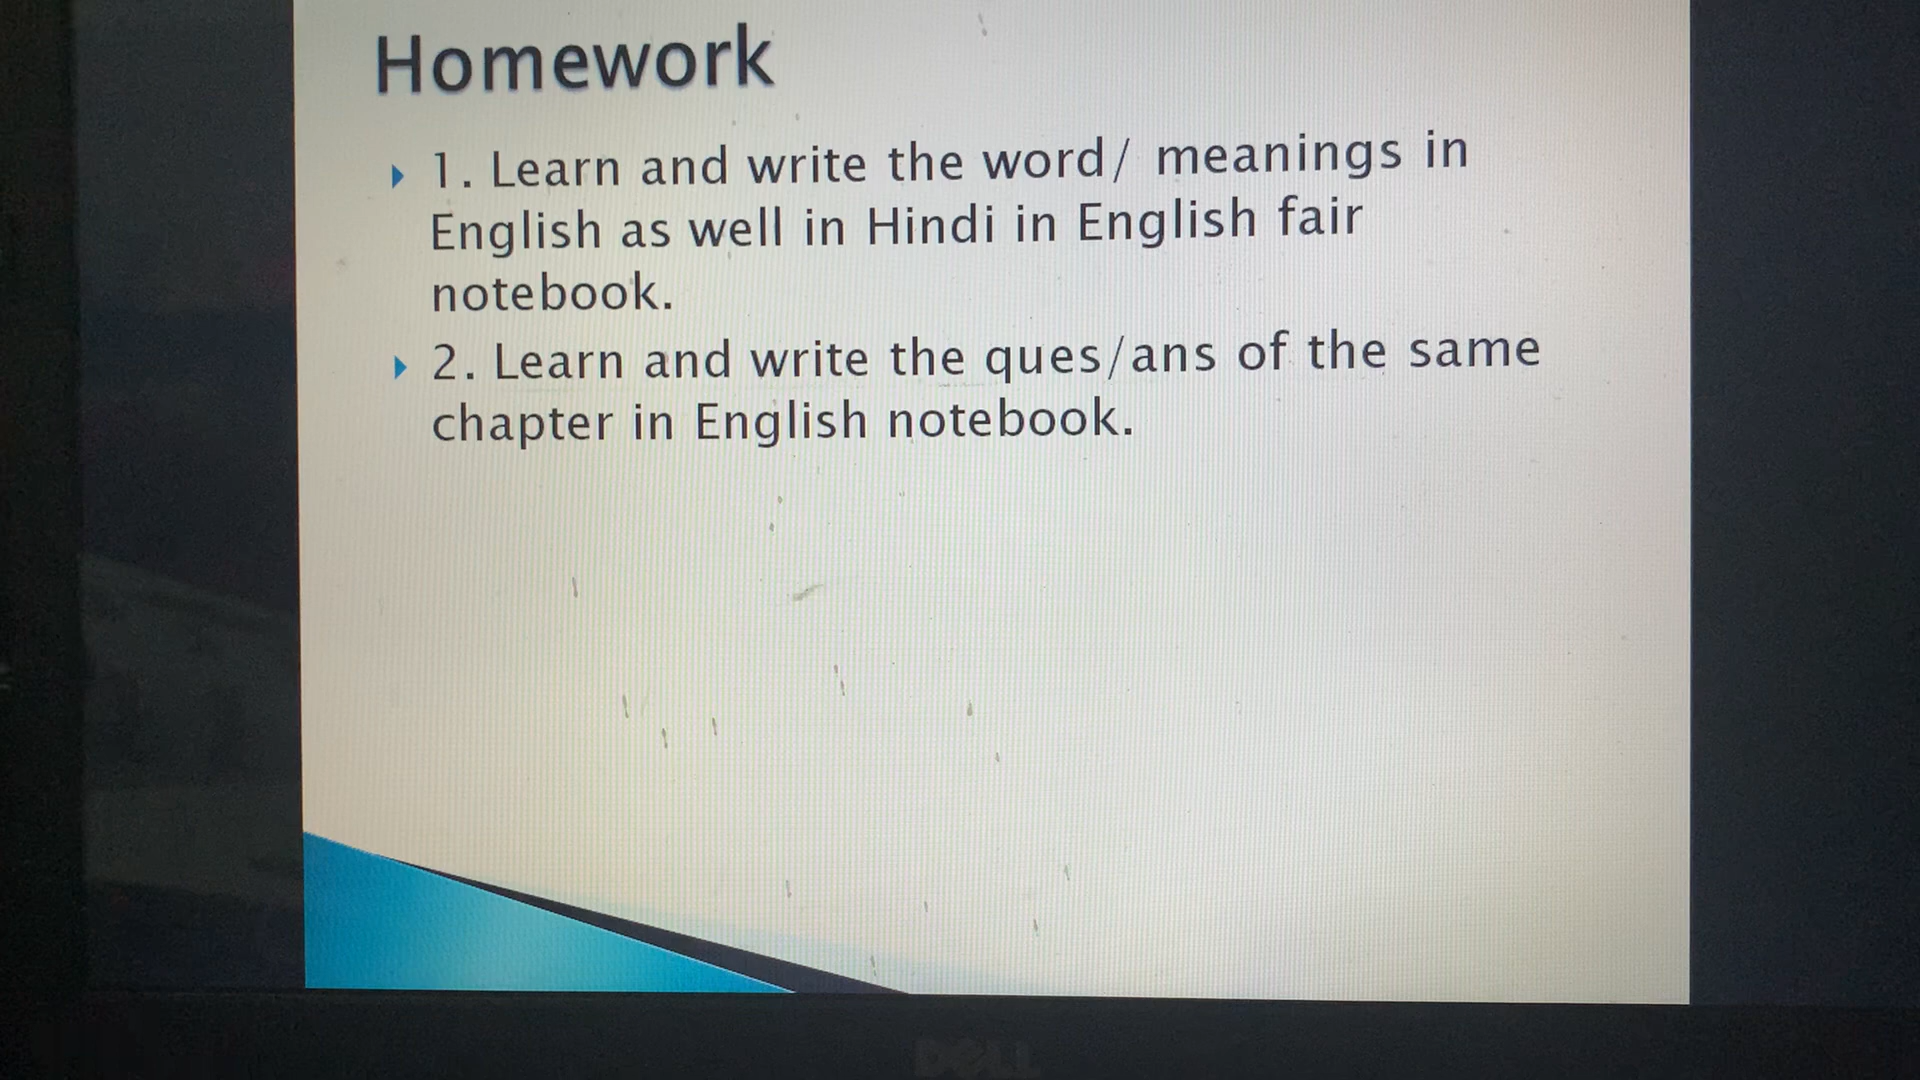 Homework
1. Learn and write the word/ meanings in
English as well in Hindi in English fair
notebook.
2. Learn and write the ques/ans of the same
chapter in English notebook.
DELL